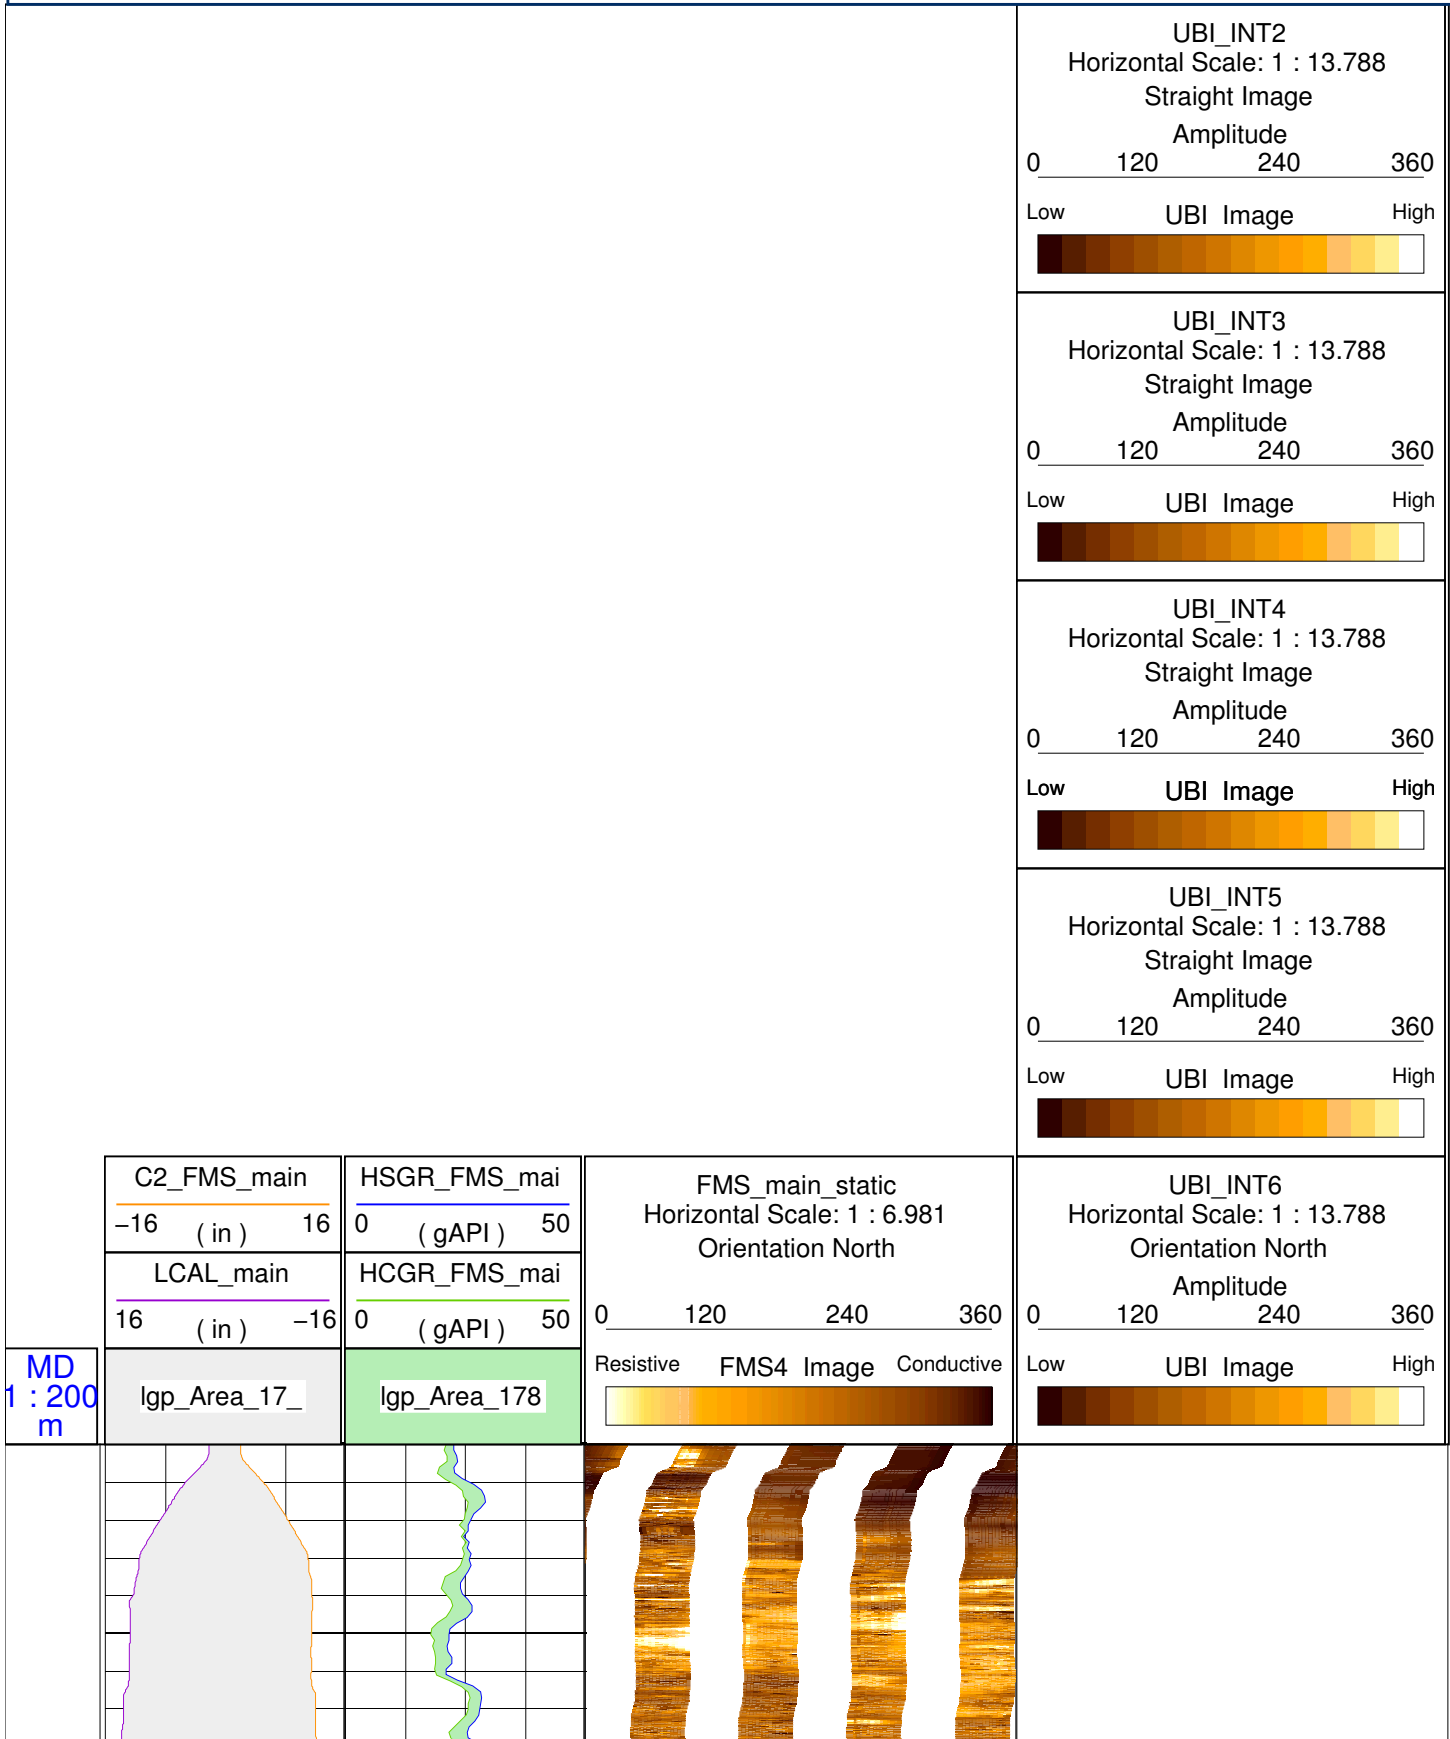 UBI_INT2
Horizontal Scale: 1 : 13.788
Straight Image
Amplitude
0 120 240 360
Low UBI Image High
UBI_INT3
Horizontal Scale: 1 : 13.788
Straight Image
Amplitude
0 120 240 360
Low UBI Image High
UBI_INT4
Horizontal Scale: 1 : 13.788
Straight Image
Amplitude
0 120 240 360
Low UBI Image High
UBI_INT5
Horizontal Scale: 1 : 13.788
Straight Image
Amplitude
0 120 240 360
Low UBI Image High
C2_FMS_main
−16 ( in ) 16
LCAL_main
16 ( in ) −16
lgp_Area_17_
HSGR_FMS_mai
0 ( gAPI ) 50
HCGR_FMS_mai
0 ( gAPI ) 50
lgp_Area_178
FMS_main_static
Horizontal Scale: 1 : 6.981
Orientation North
0 120 240 360
Resistive FMS4 Image Conductive
UBI_INT6
Horizontal Scale: 1 : 13.788
Orientation North
Amplitude
0 120 240 360
Low UBI Image High
MD
1 : 200
m